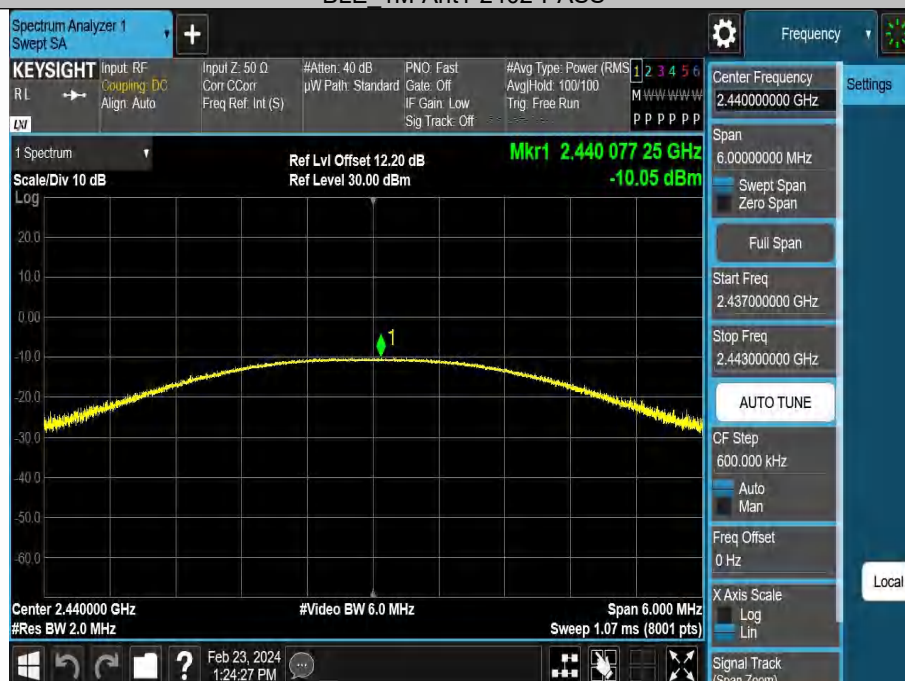 Spectrum Analyzer 1
Swept SA
Frequency
KEYSIGHT
RL
LXI
Input: RF
Coupling: DC
Align: Auto
Input Z: 50 Ω
Corr CCorr
Freq Ref: Int (S)
#Atten: 40 dB
µW Path: Standard
PNO: Fast
Gate: Off
IF Gain: Low
Sig Track: Off
#Avg Type: Power (RMS
Avg|Hold: 100/100
Trig: Free Run
1 2 3 4 5 6
M W W W W W
P P P P P P
Center Frequency
2.440000000 GHz
Settings
Span
6.00000000 MHz
Swept Span
Zero Span
Full Span
Start Freq
2.437000000 GHz
Stop Freq
2.443000000 GHz
AUTO TUNE
CF Step
600.000 kHz
Auto
Man
Freq Offset
0 Hz
X Axis Scale
Log
Lin
Signal Track
(Span Zoom)
Local
1 Spectrum
Scale/Div 10 dB
Log
Ref Lvl Offset 12.20 dB
Ref Level 30.00 dBm
Mkr1 2.440 077 25 GHz
-10.05 dBm
20.0
10.0
0.00
1
-10.0
-20.0
-30.0
-40.0
-50.0
-60.0
Center 2.440000 GHz
#Video BW 6.0 MHz
Span 6.000 MHz
#Res BW 2.0 MHz
Sweep 1.07 ms (8001 pts)
?
Feb 23, 2024
1:24:27 PM